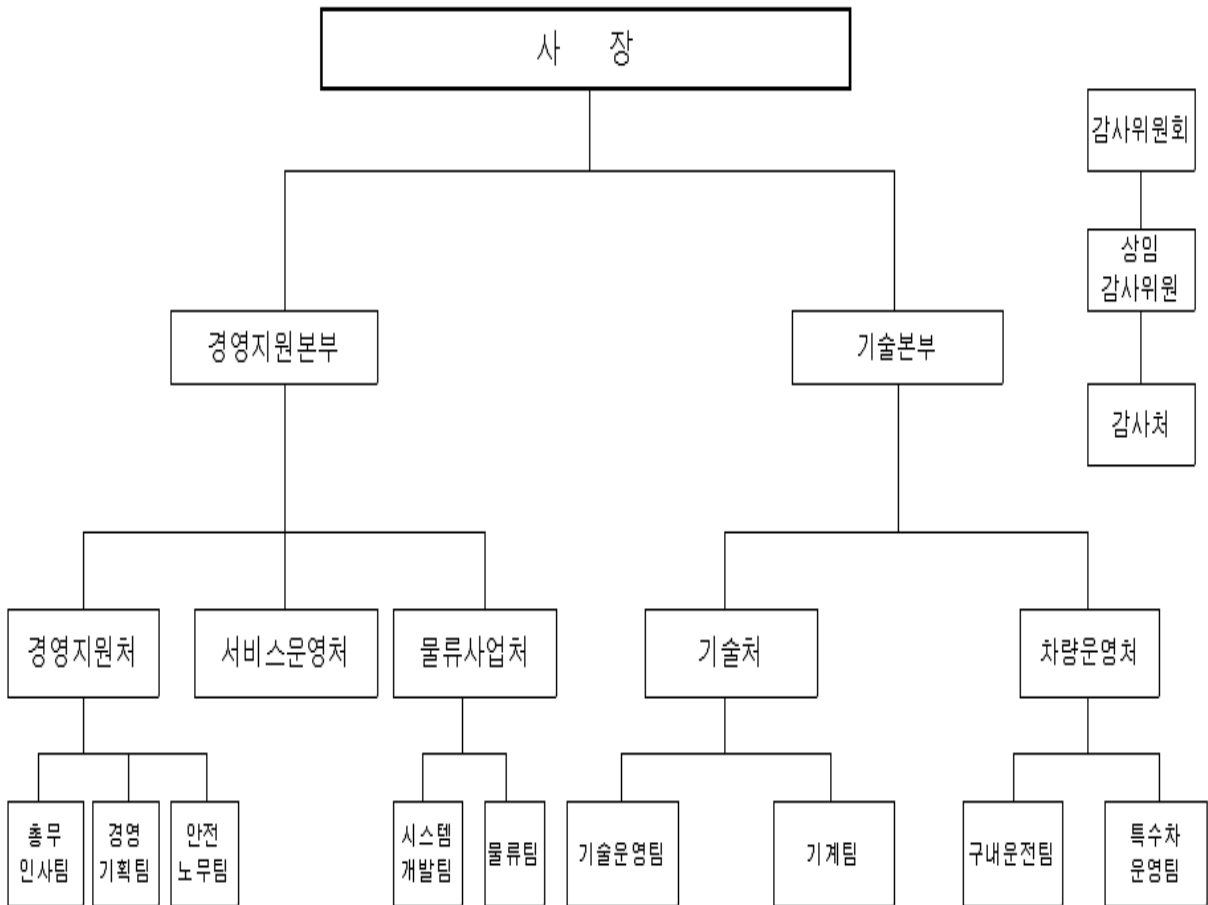 사 장
감사위원회
상임
감사위원
경영지원본부
기술본부
감사처
경영지원처
서비스운영처
물류사업처
기술처
차량운영처
총무
인사팀
경영
기획팀
안전
노무팀
시스템
개발팀
물류팀
기술운영팀
기계팀
구내운전팀
특수차
운영팀